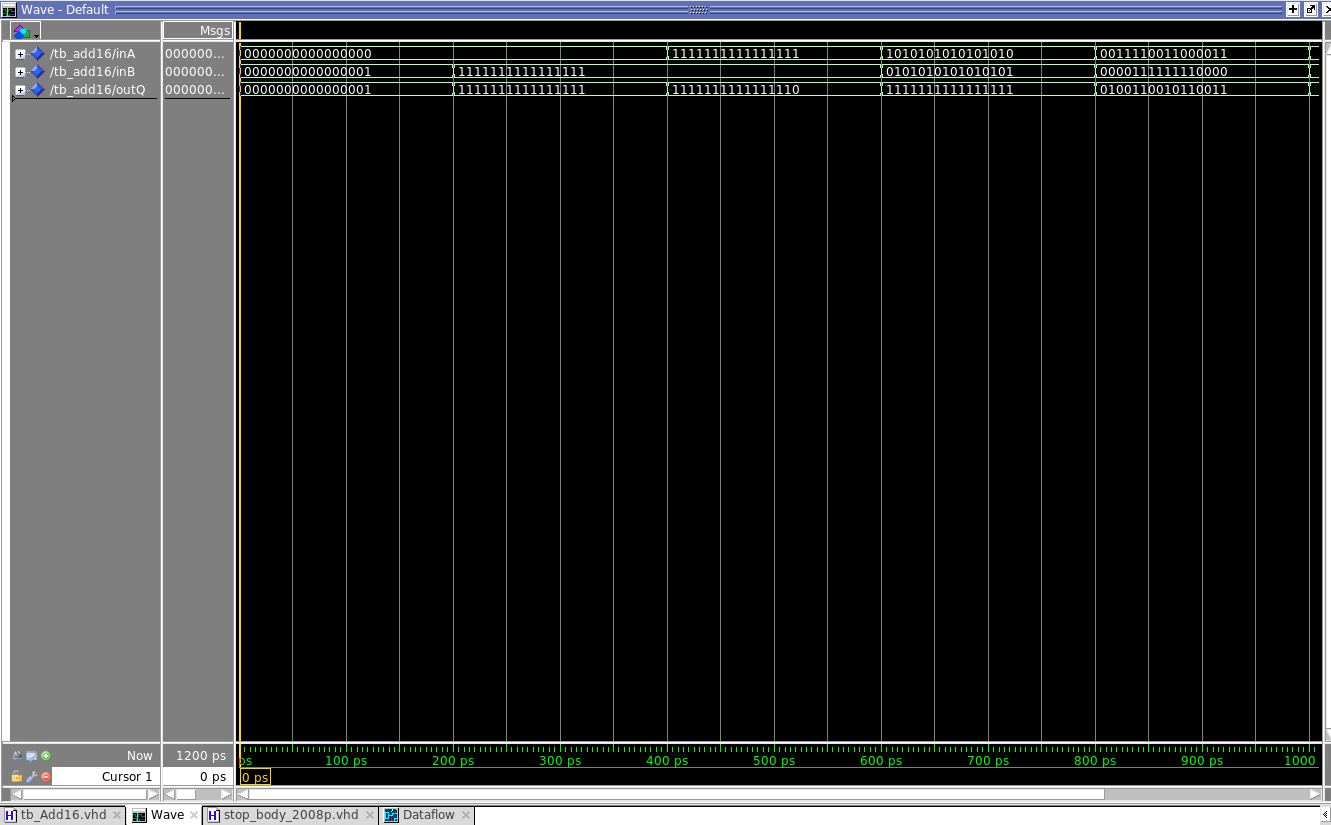 Wave - Default
Msgs
/tb_add16/inA 000000... 0000000000000000 1111111111111111 1010101010101010 0011110011000011
/tb_add16/inB 000000... 0000000000000001 1111111111111111 0101010101010101 0000111111110000
/tb_add16/outQ 000000... 0000000000000001 1111111111111111 1111111111111110 1111111111111111 0100110010110011
Now 1200 ps ps 100 ps 200 ps 300 ps 400 ps 500 ps 600 ps 700 ps 800 ps 900 ps 1000
Cursor 1 0 ps 0 ps
tb_Add16.vhd Wave stop_body_2008p.vhd Dataflow